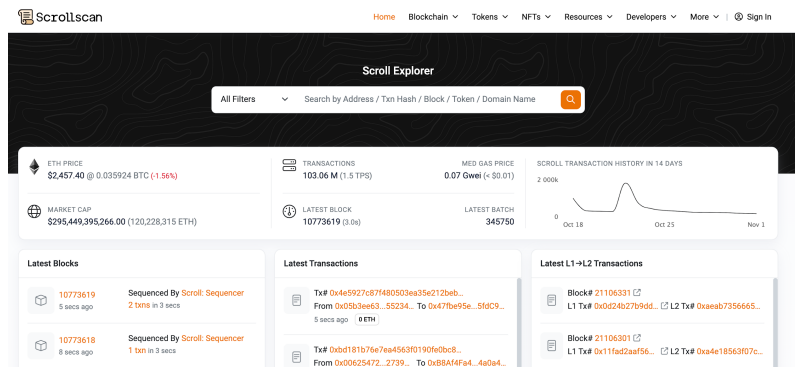 Scrollscan
Home Blockchain Tokens NFTs Resources Developers More | Sign In
Scroll Explorer
All Filters Search by Address / Txn Hash / Block / Token / Domain Name
ETH PRICE
$2,457.40 @ 0.035924 BTC (-1.56%)
MARKET CAP
$295,449,395,266.00 (120,228,315 ETH)
TRANSACTIONS MED GAS PRICE
103.06 M (1.5 TPS) 0.07 Gwei (< $0.01)
LATEST BLOCK LATEST BATCH
10773619 (3.0s) 345750
SCROLL TRANSACTION HISTORY IN 14 DAYS
2 000k
0
Oct 18 Oct 25 Nov 1
Latest Blocks
10773619 Sequenced By Scroll: Sequencer
5 secs ago 2 txns in 3 secs
10773618 Sequenced By Scroll: Sequencer
8 secs ago 1 txn in 3 secs
Latest Transactions
Tx# 0x4e5927c87f480503ea35e212beb...
From 0x05b3ee63...55234... To 0x47fbe95e...5fdC9...
5 secs ago 0 ETH
Tx# 0xbd181b76e7ea4563f0190fe0bc8...
From 0x00625472...2739... To 0xB8Af4Fa4...4a0a4...
Latest L1→L2 Transactions
Block# 21106331
L1 Tx# 0x0d24b27b9dd... L2 Tx# 0xaeab7356665...
Block# 21106301
L1 Tx# 0x11fad2aaf56... L2 Tx# 0xa4e18563f07c...